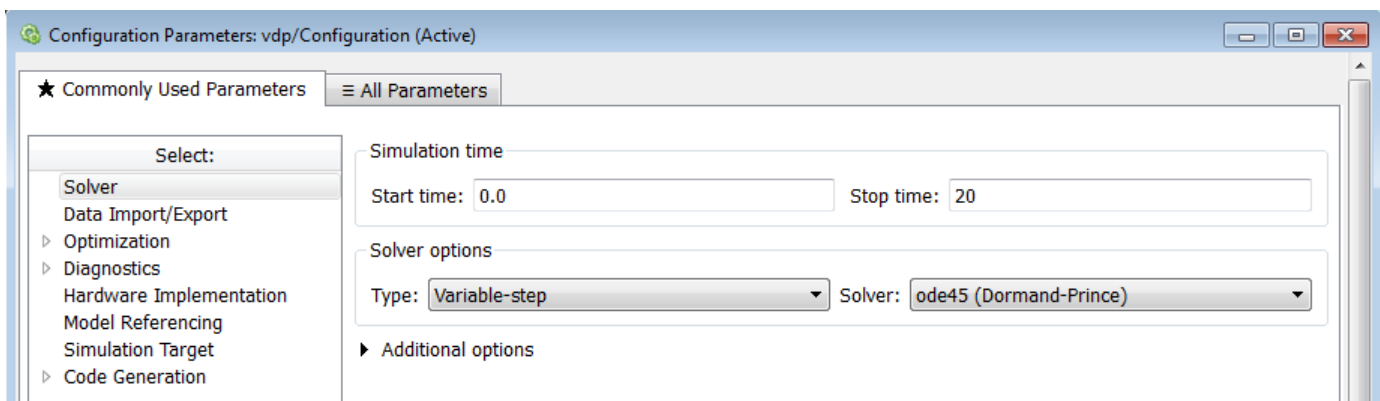 Configuration Parameters: vdp/Configuration (Active)
★ Commonly Used Parameters
≡ All Parameters
Select:
Solver
Data Import/Export
Optimization
Diagnostics
Hardware Implementation
Model Referencing
Simulation Target
Code Generation
Simulation time
Start time: 0.0 Stop time: 20
Solver options
Type: Variable-step Solver: ode45 (Dormand-Prince)
Additional options